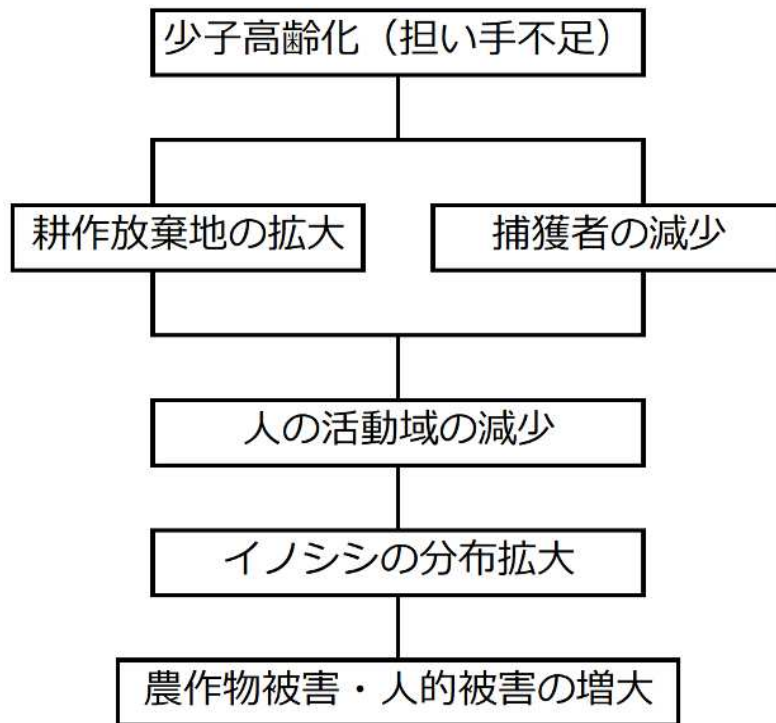 少子高齢化（担い手不足）
耕作放棄地の拡大
捕獲者の減少
人の活動域の減少
イノシシの分布拡大
農作物被害・人的被害の増大